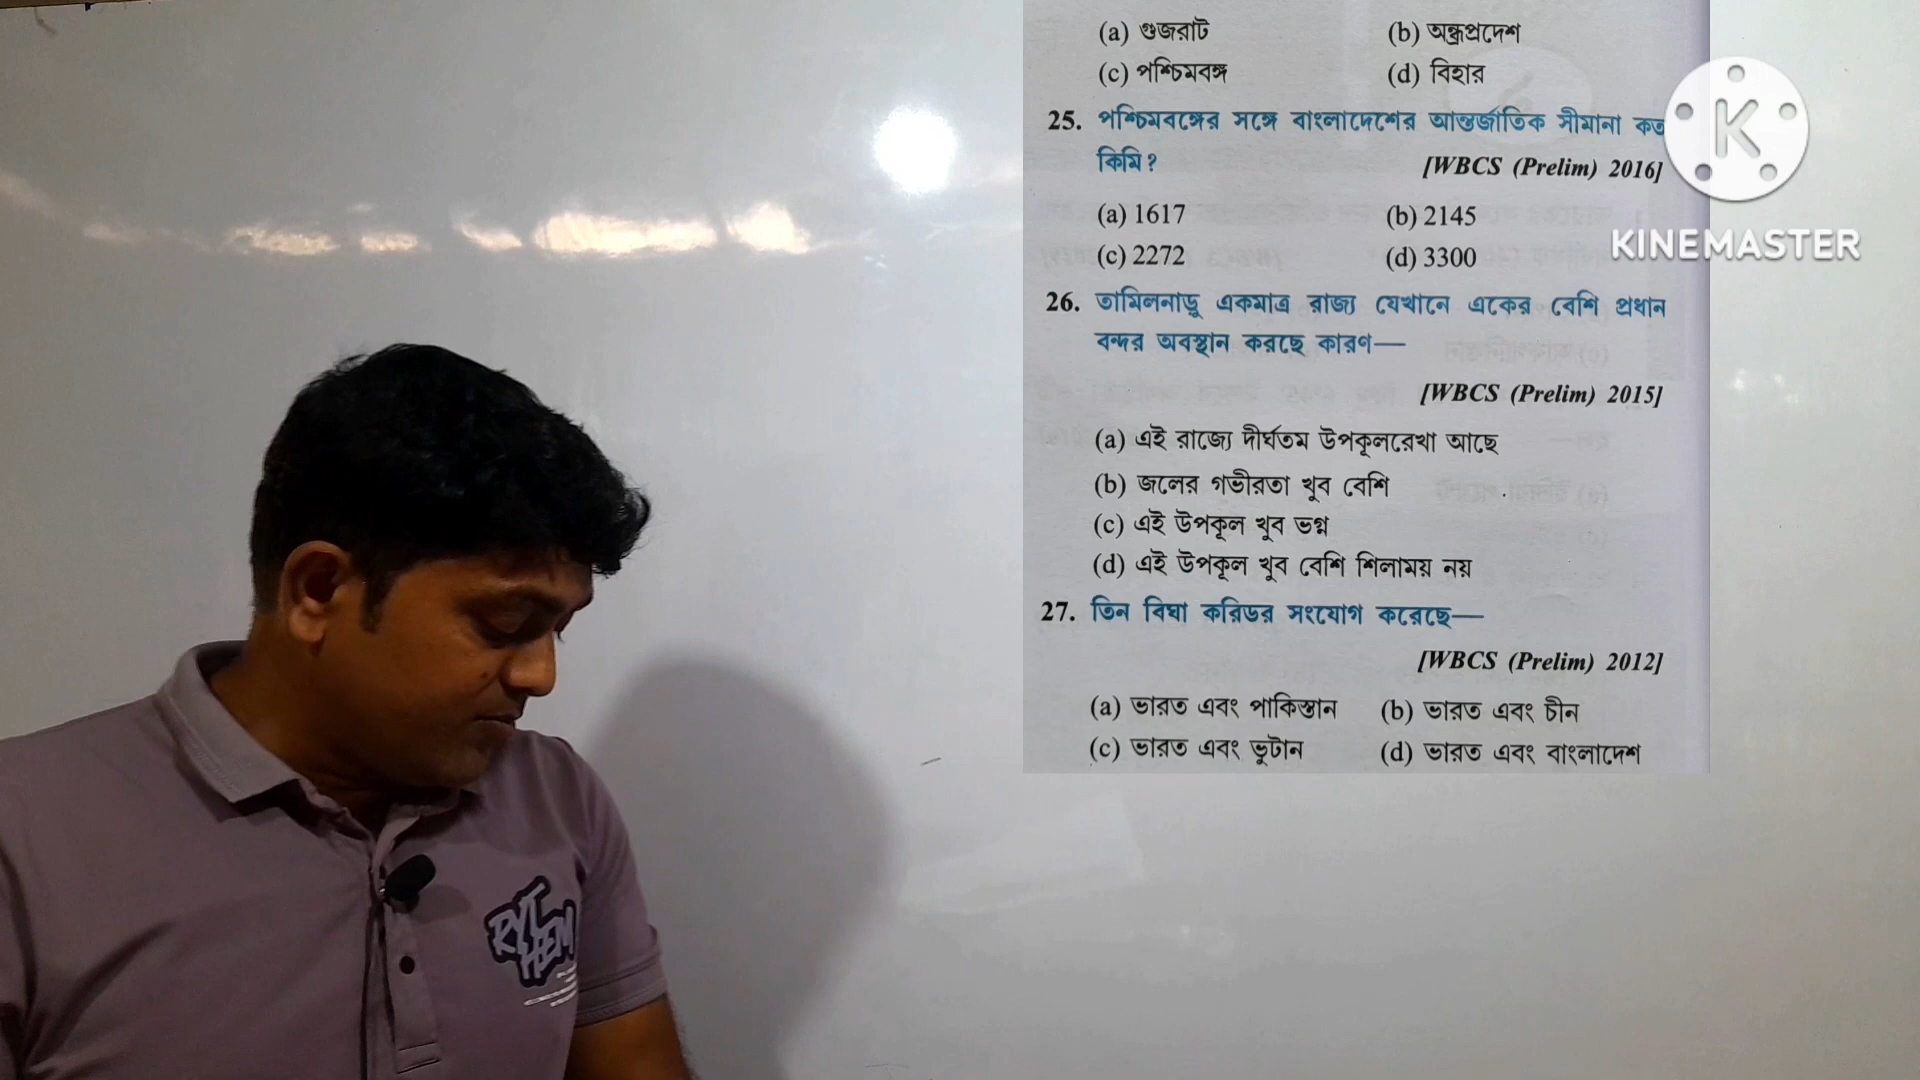 (a) গুজরাট (b) অন্ধ্রপ্রদেশ
(c) পশ্চিমবঙ্গ (d) বিহার
25. পশ্চিমবঙ্গের সঙ্গে বাংলাদেশের আন্তর্জাতিক সীমানা কত
কিমি ? [WBCS (Prelim) 2016]
(a) 1617 (b) 2145
(c) 2272 (d) 3300
26. তামিলনাড়ু একমাত্র রাজ্য যেখানে একের বেশি প্রধান
বন্দর অবস্থান করছে কারণ—
[WBCS (Prelim) 2015]
(a) এই রাজ্যে দীর্ঘতম উপকূলরেখা আছে
(b) জলের গভীরতা খুব বেশি
(c) এই উপকূল খুব ভগ্ন
(d) এই উপকূল খুব বেশি শিলাময় নয়
27. তিন বিঘা করিডর সংযোগ করেছে—
[WBCS (Prelim) 2012]
(a) ভারত এবং পাকিস্তান (b) ভারত এবং চীন
(c) ভারত এবং ভুটান (d) ভারত এবং বাংলাদেশ
K
KINEMASTER
RYT
HEM